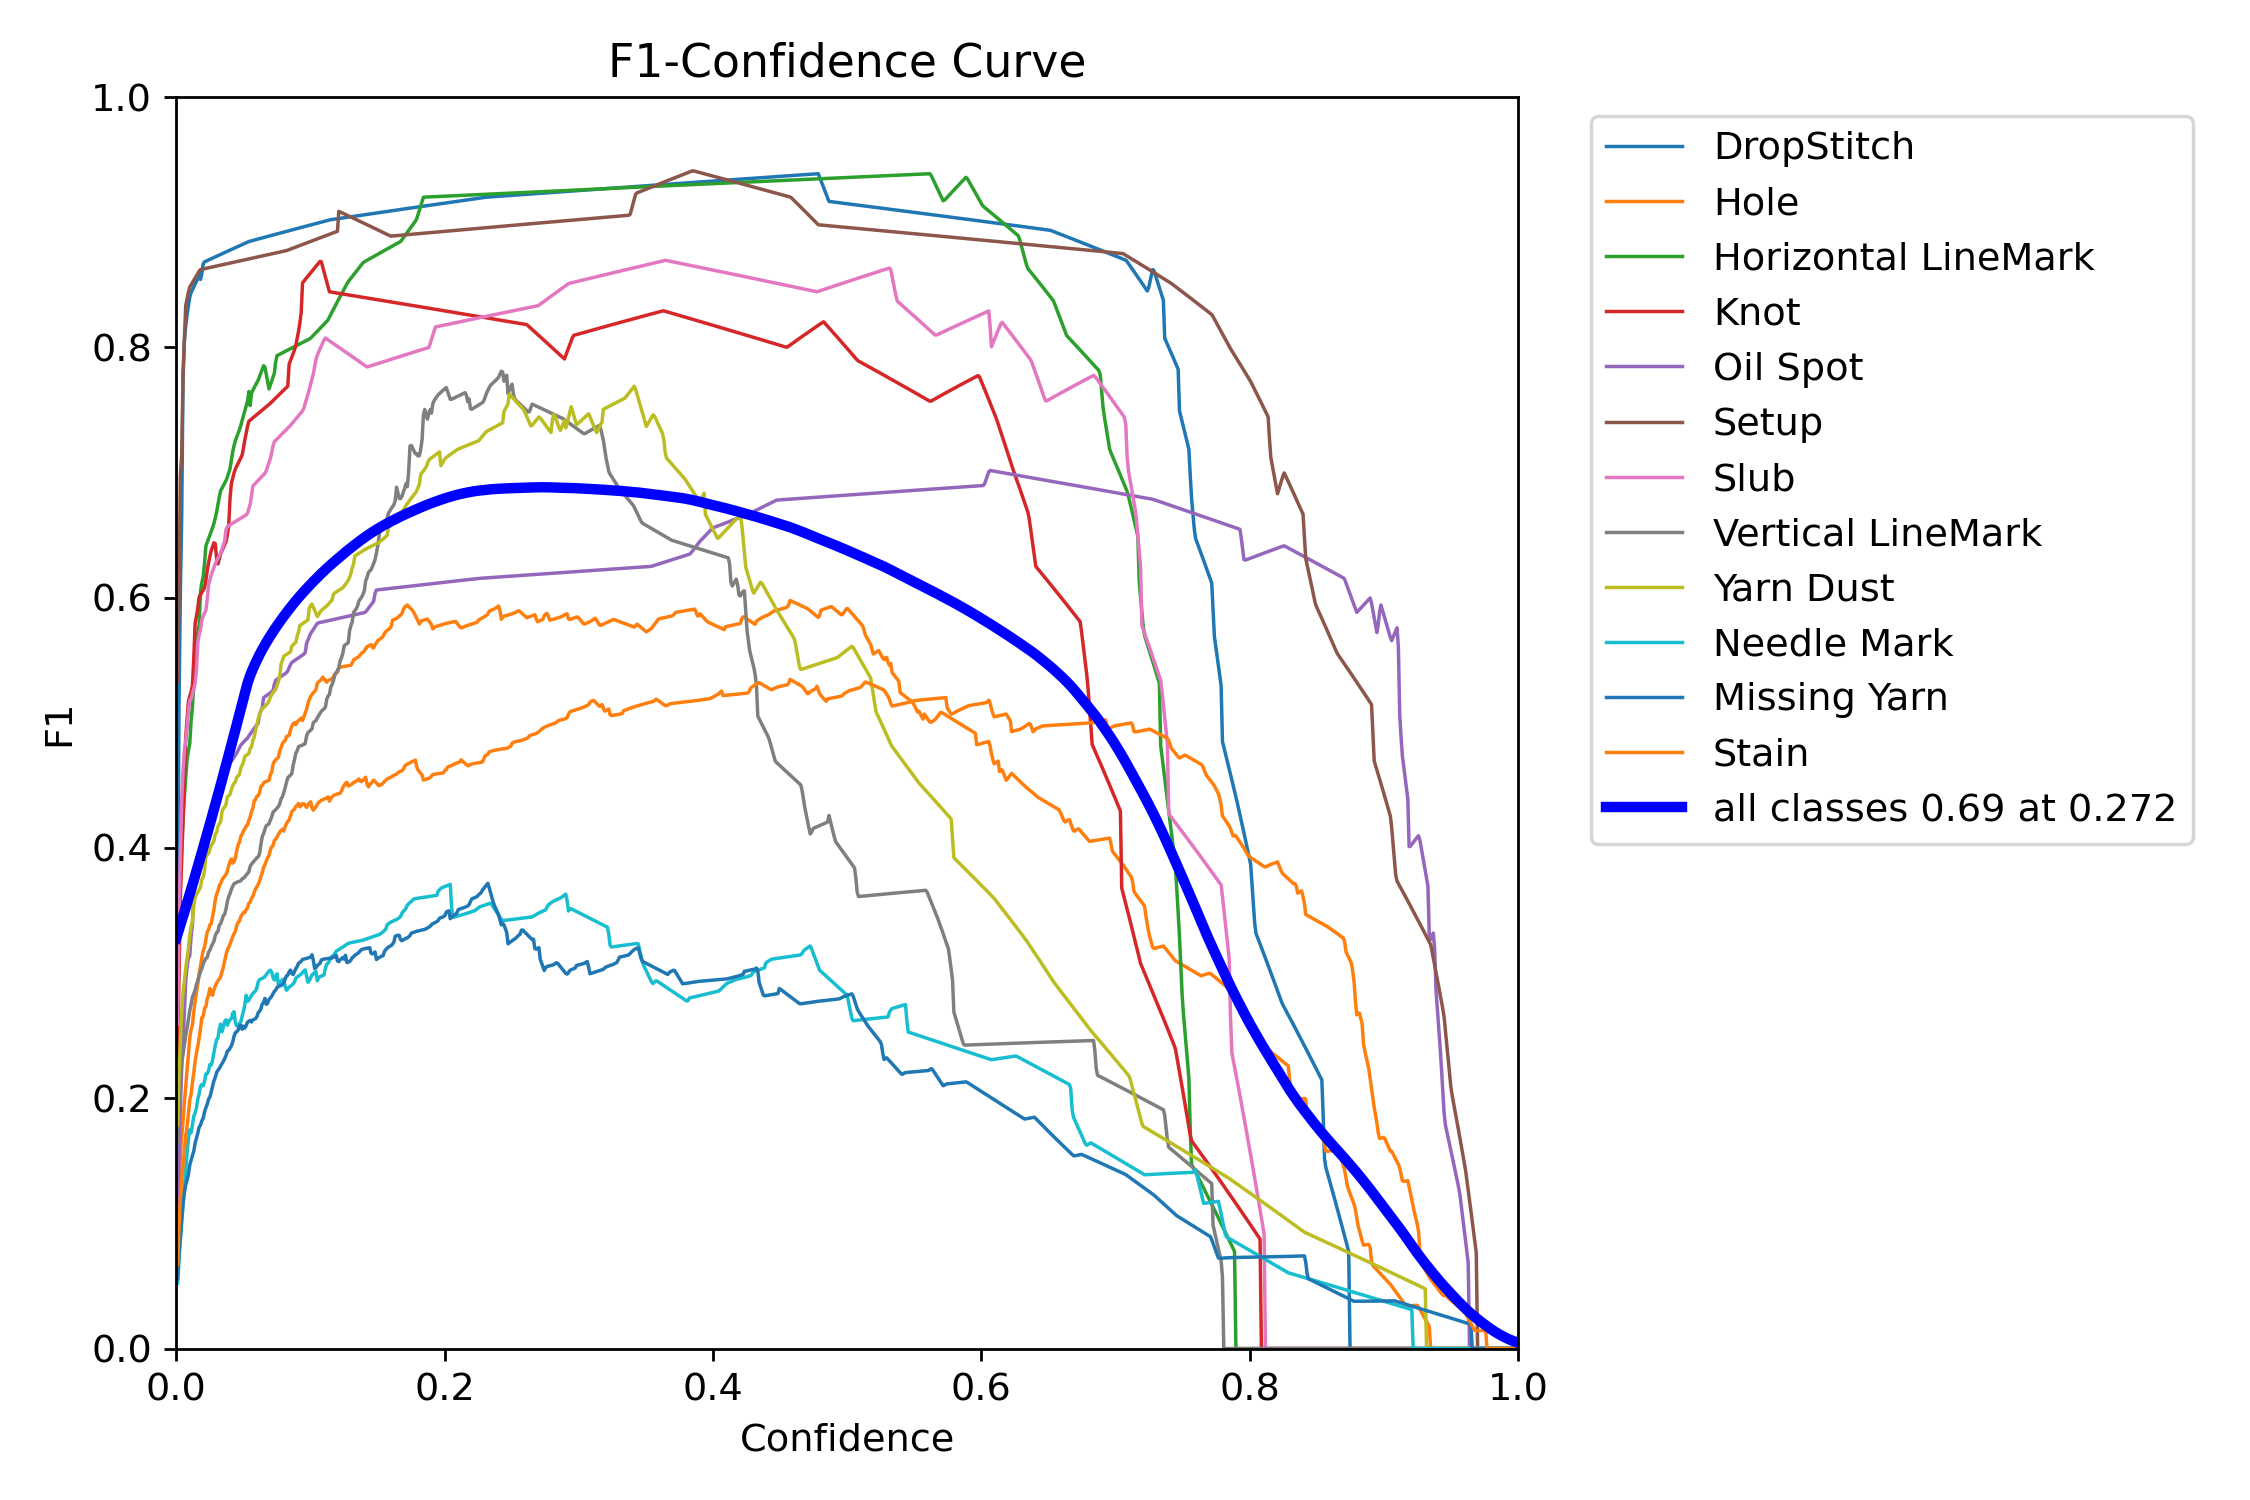 F1-Confidence Curve
1.0
0.8
0.6
0.4
0.2
0.0
F1
0.0 0.2 0.4 0.6 0.8 1.0
Confidence
DropStitch
Hole
Horizontal LineMark
Knot
Oil Spot
Setup
Slub
Vertical LineMark
Yarn Dust
Needle Mark
Missing Yarn
Stain
all classes 0.69 at 0.272